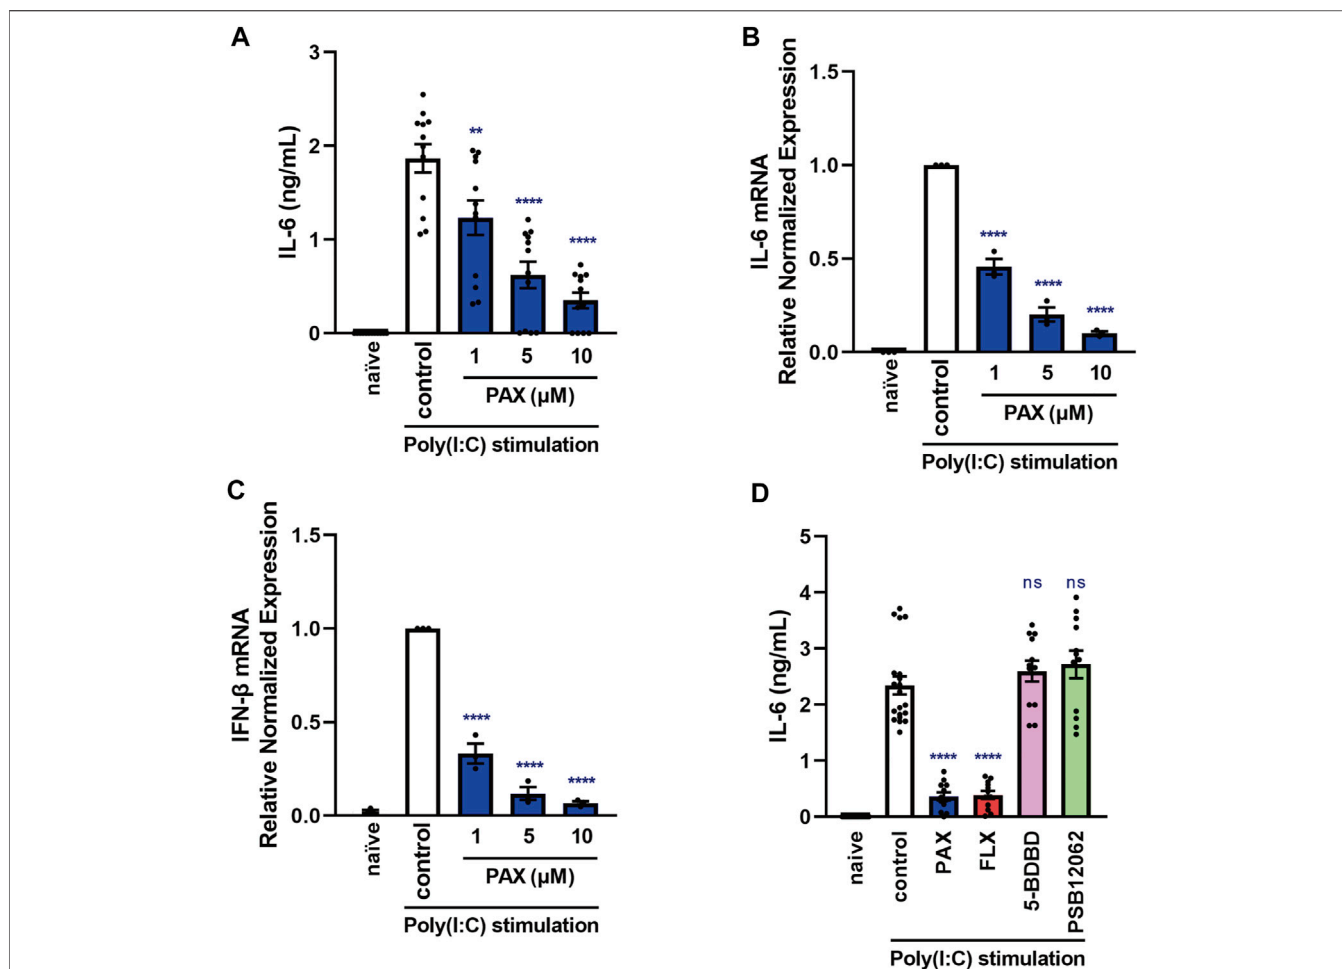 A
IL-6 (ng/mL)
3
2
1
0
**
****
****
naïve
control
1 5 10
PAX (µM)
Poly(I:C) stimulation
B
IL-6 mRNA
Relative Normalized Expression
1.5
1.0
0.5
0.0
****
****
****
naïve
control
1 5 10
PAX (µM)
Poly(I:C) stimulation
C
IFN-β mRNA
Relative Normalized Expression
1.5
1.0
0.5
0.0
****
****
****
naïve
control
1 5 10
PAX (µM)
Poly(I:C) stimulation
D
IL-6 (ng/mL)
5
4
3
2
1
0
**** **** ns ns
naive
control
PAX
FLX
5-BDBD
PSB12062
Poly(I:C) stimulation